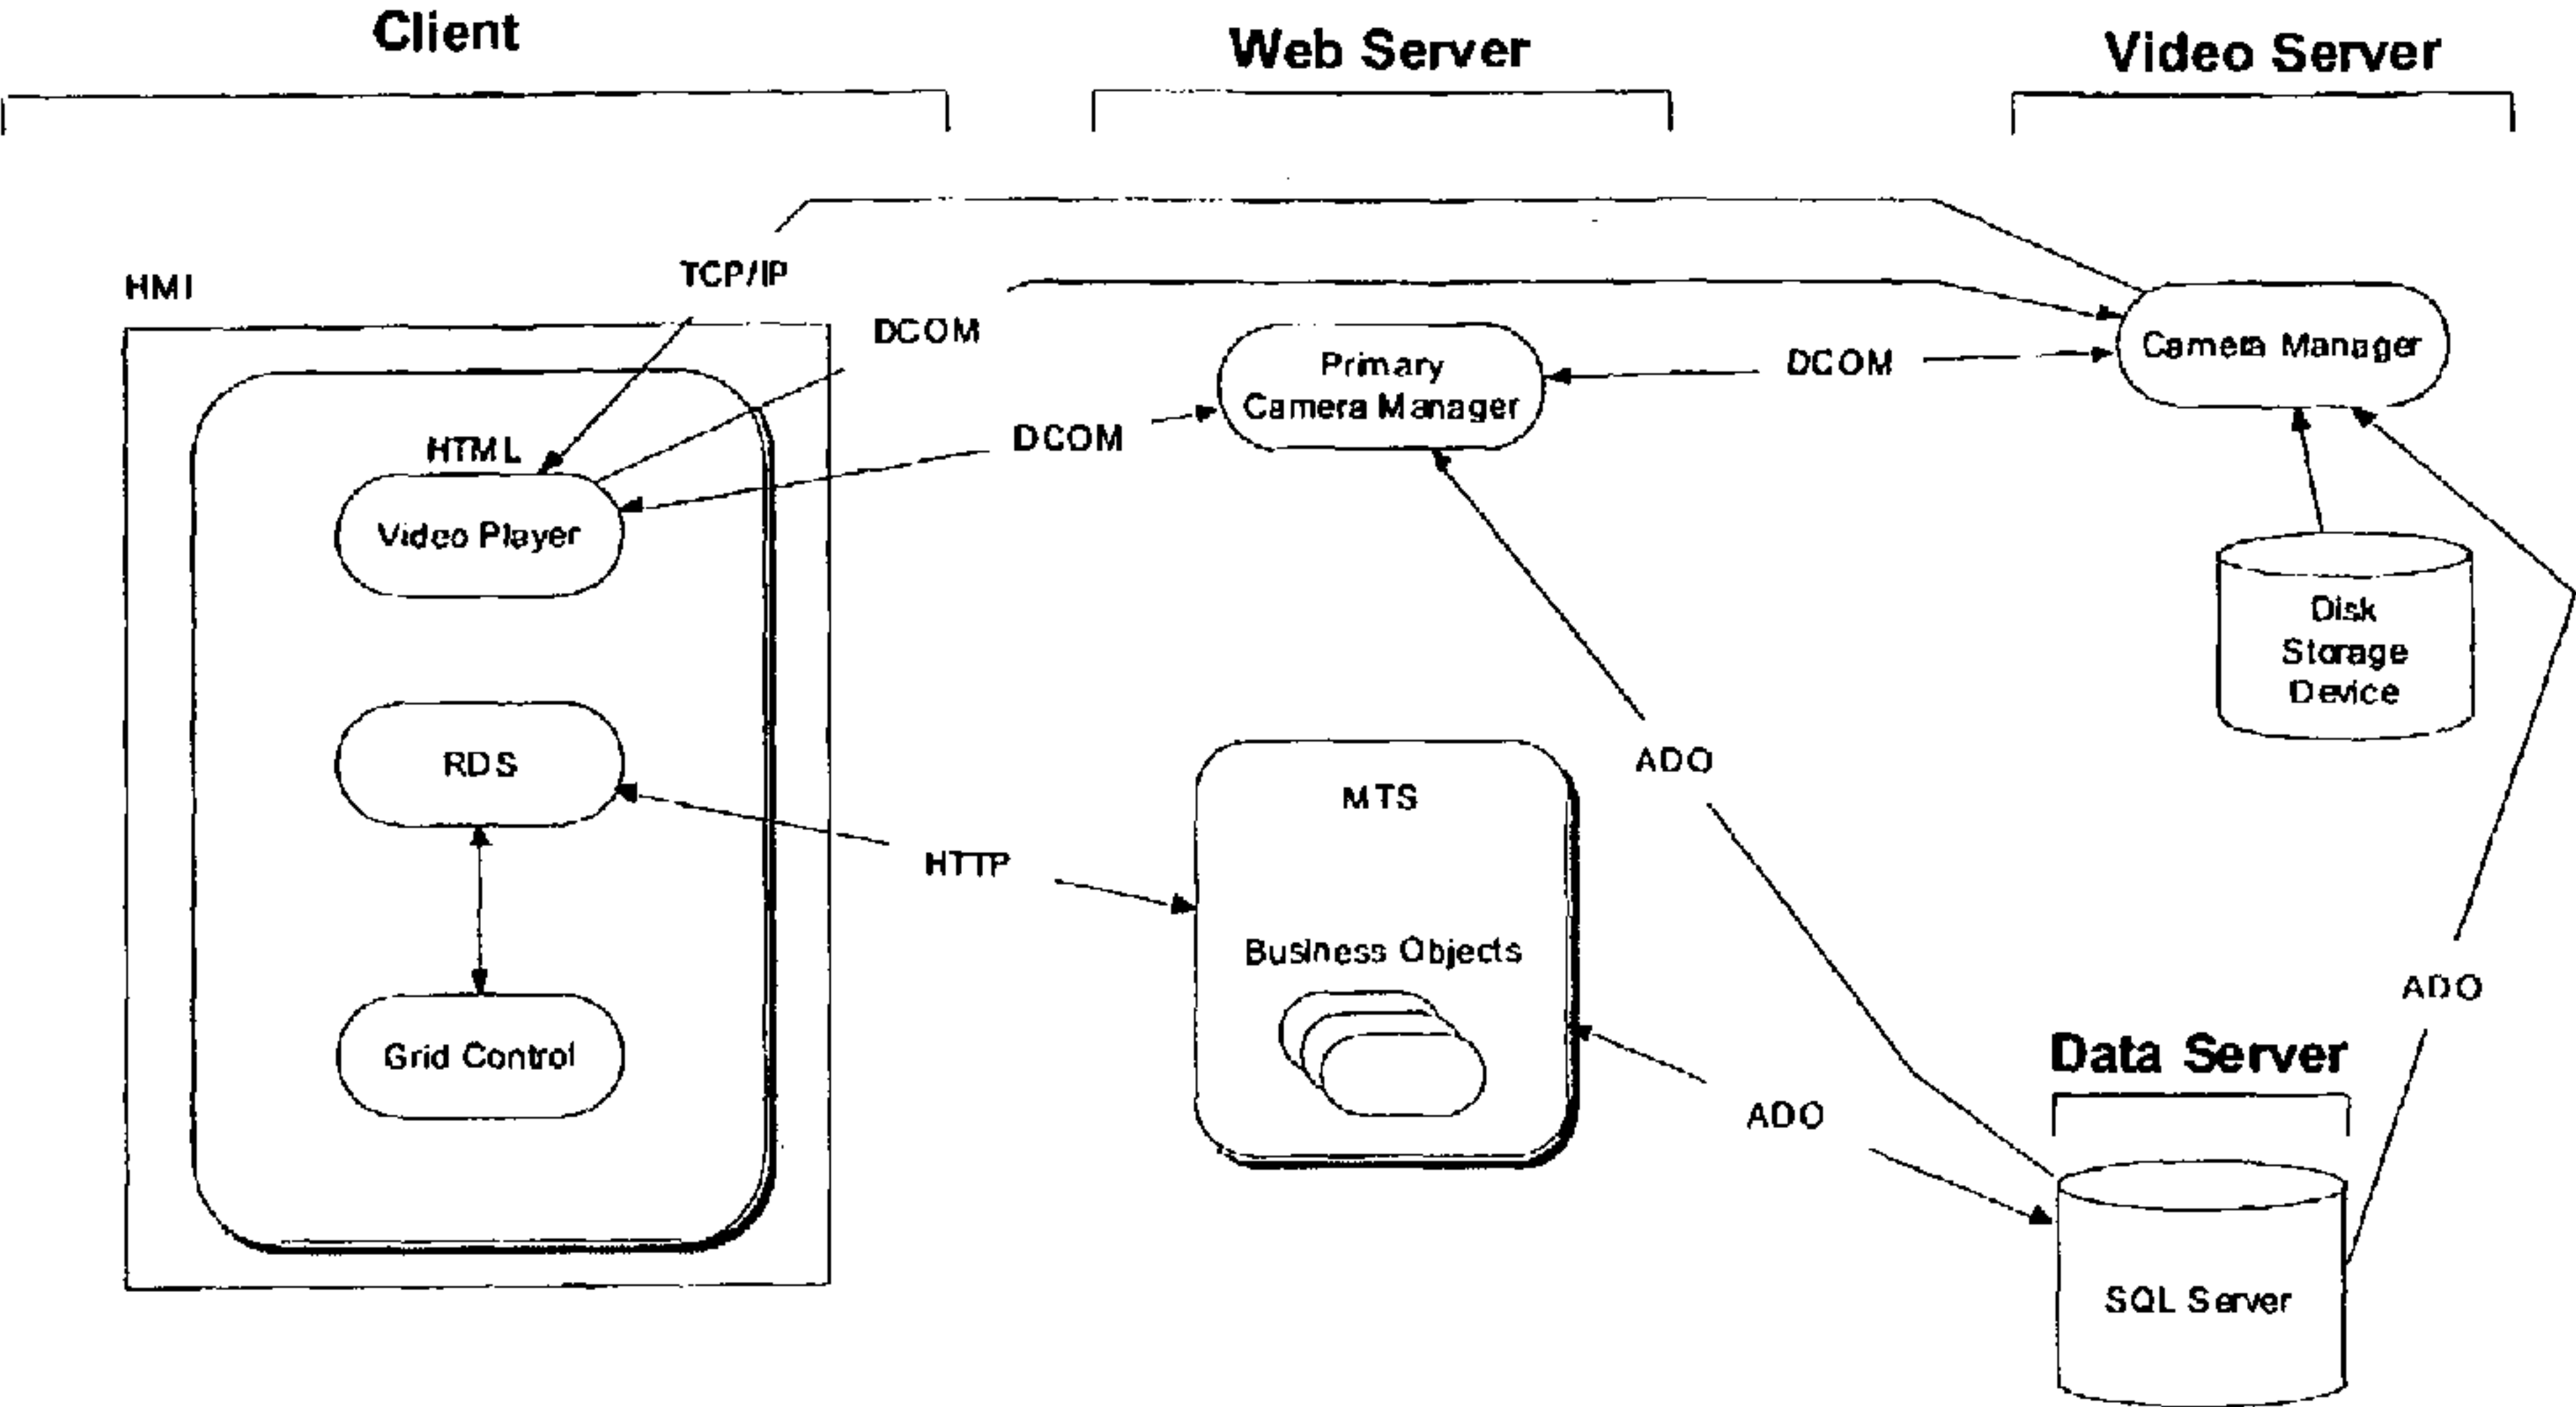 Client
Web Server
Video Server
HMI
TCP/IP
DCOM
Primary
Camera Manager
DCOM
Camera Manager
DCOM
HTML
Video Player
Disk
Storage
Device
RDS
ADO
MTS
HTTP
Business Objects
ADO
Grid Control
Data Server
ADO
SQL Server